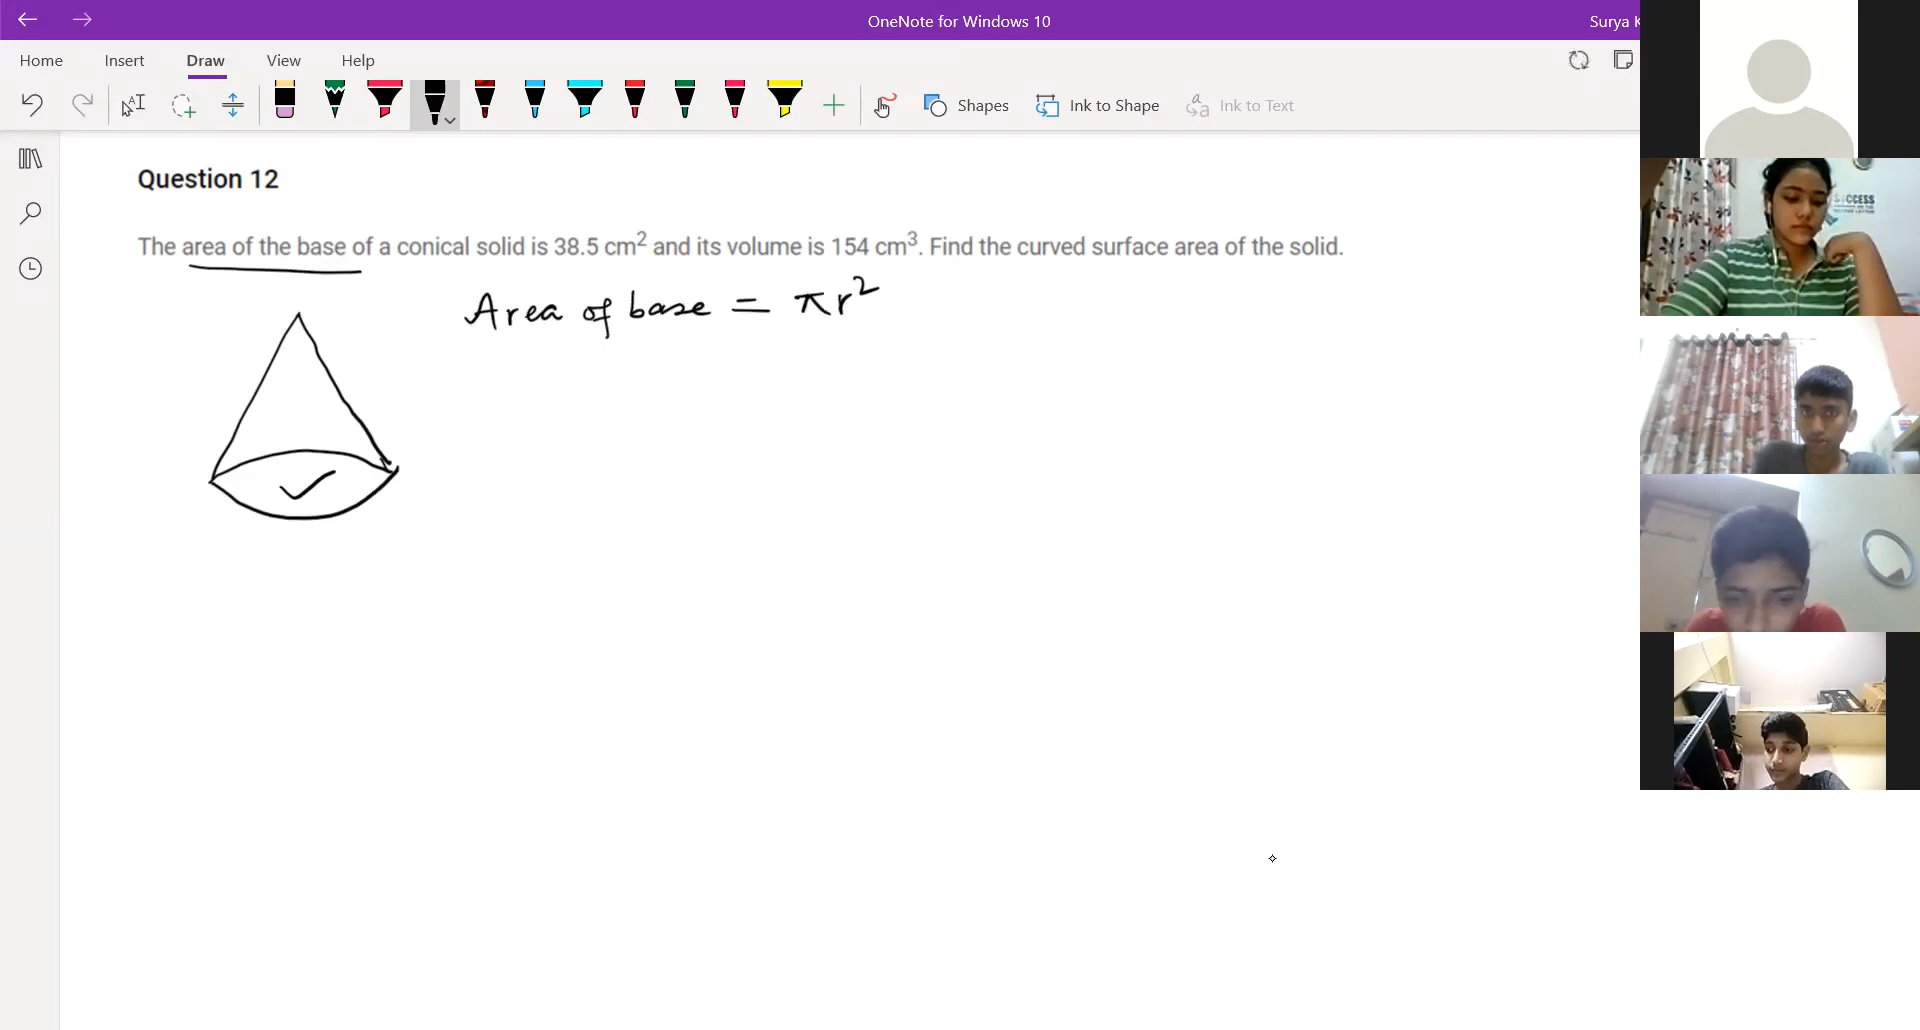 OneNote for Windows 10
Surya K
Home Insert Draw View Help
Shapes Ink to Shape Ink to Text
Question 12
The area of the base of a conical solid is 38.5 cm² and its volume is 154 cm³. Find the curved surface area of the solid.
Area of base = πr²
SUCCESS